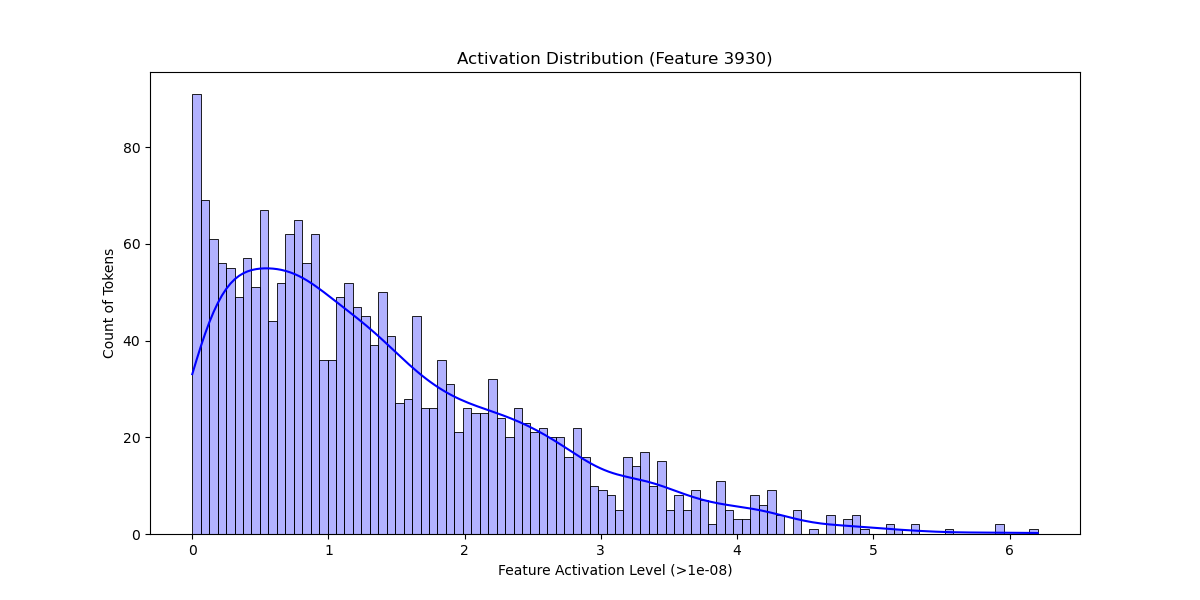 Activation Distribution (Feature 3930)
Count of Tokens
80
60
40
20
0
0 1 2 3 4 5 6
Feature Activation Level (>1e-08)